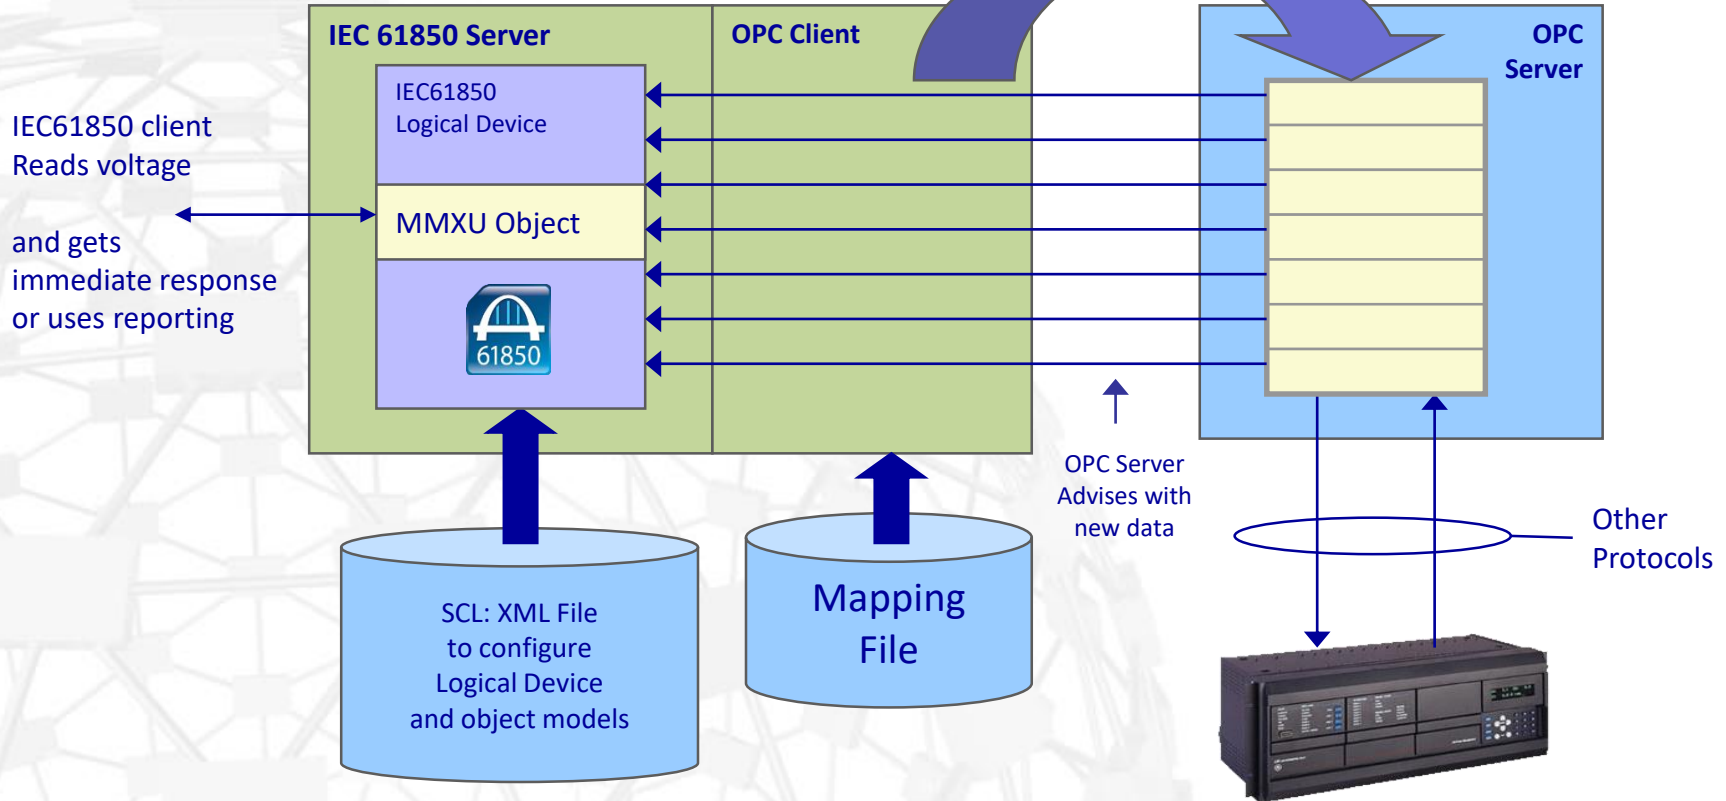 IEC 61850 Server
OPC Client
OPC
Server
IEC61850
Logical Device
IEC61850 client
Reads voltage
and gets
immediate response
or uses reporting
MMXU Object
61850
OPC Server
Advises with
new data
Other
Protocols
SCL: XML File
to configure
Logical Device
and object models
Mapping
File